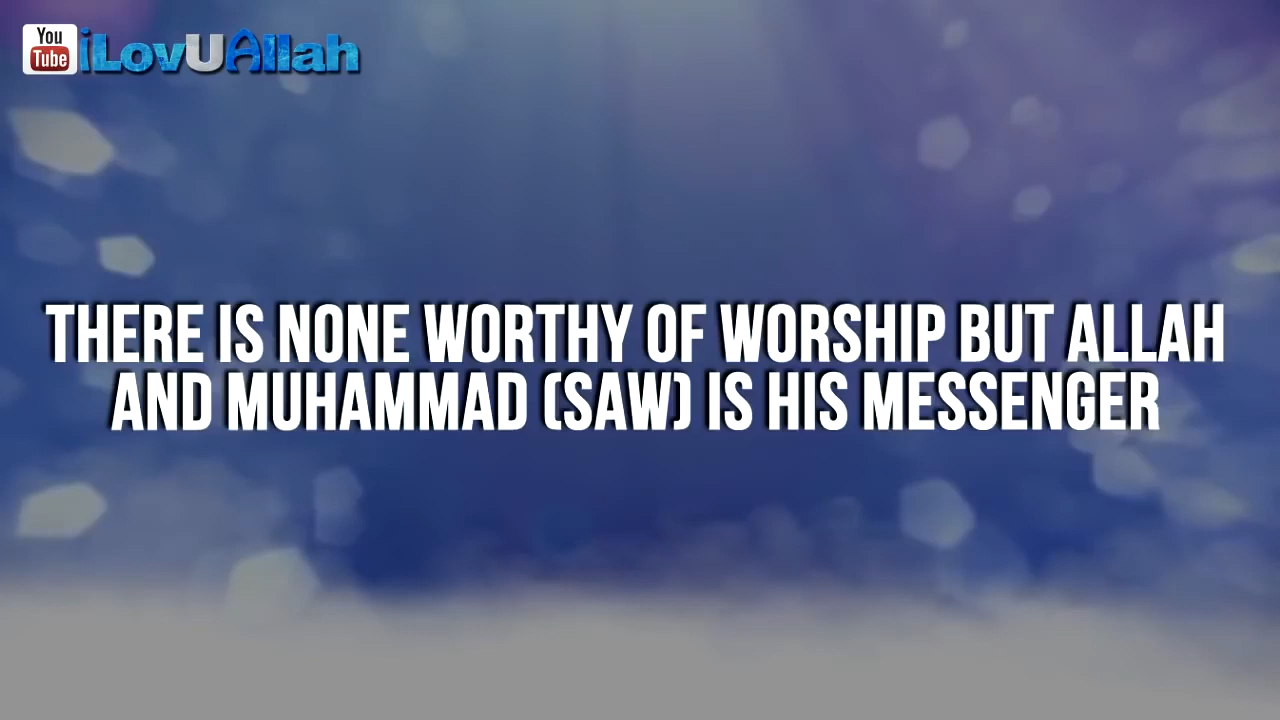 You
Tube iLovUAllah
THERE IS NONE WORTHY OF WORSHIP BUT ALLAH
AND MUHAMMAD (SAW) IS HIS MESSENGER